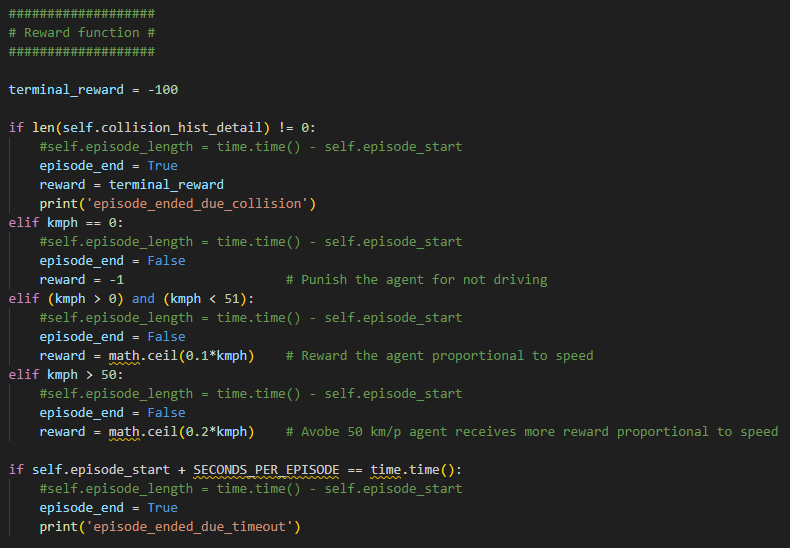 ###################
# Reward function #
###################
terminal_reward = -100
if len(self.collision_hist_detail) != 0:
#self.episode_length = time.time() - self.episode_start
episode_end = True
reward = terminal_reward
print('episode_ended_due_collision')
elif kmph == 0:
#self.episode_length = time.time() - self.episode_start
episode_end = False
reward = -1 # Punish the agent for not driving
elif (kmph > 0) and (kmph < 51):
#self.episode_length = time.time() - self.episode_start
episode_end = False
reward = math.ceil(0.1*kmph) # Reward the agent proportional to speed
elif kmph > 50:
#self.episode_length = time.time() - self.episode_start
episode_end = False
reward = math.ceil(0.2*kmph) # Avobe 50 km/p agent receives more reward proportional to speed
if self.episode_start + SECONDS_PER_EPISODE == time.time():
#self.episode_length = time.time() - self.episode_start
episode_end = True
print('episode_ended_due_timeout')